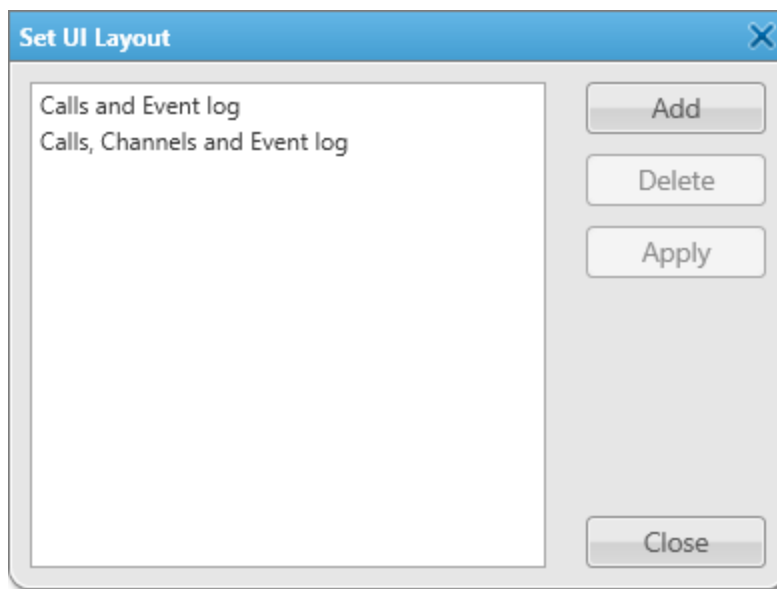 Set UI Layout
Calls and Event log
Calls, Channels and Event log
Add
Delete
Apply
Close